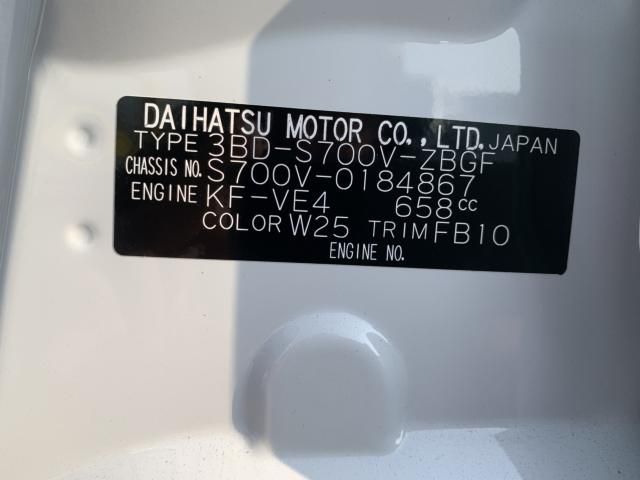 DAIHATSU MOTOR CO.,LTD. JAPAN
TYPE 3BD-S700V-ZBGF
CHASSIS NO. S700V-0184867
ENGINE KF-VE4 658cc
COLOR W25 TRIM FB10
ENGINE NO.